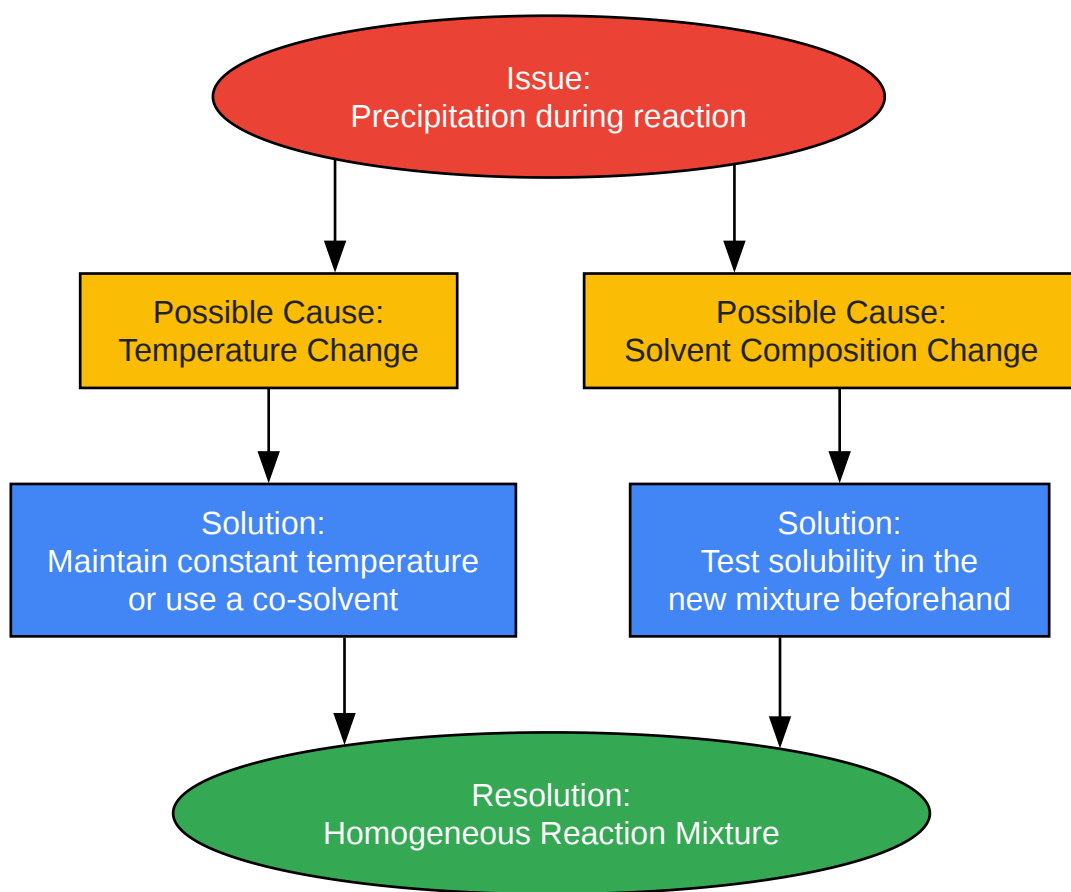 Issue:
Precipitation during reaction
Possible Cause:
Temperature Change
Possible Cause:
Solvent Composition Change
Solution:
Maintain constant temperature
or use a co-solvent
Solution:
Test solubility in the
new mixture beforehand
Resolution:
Homogeneous Reaction Mixture